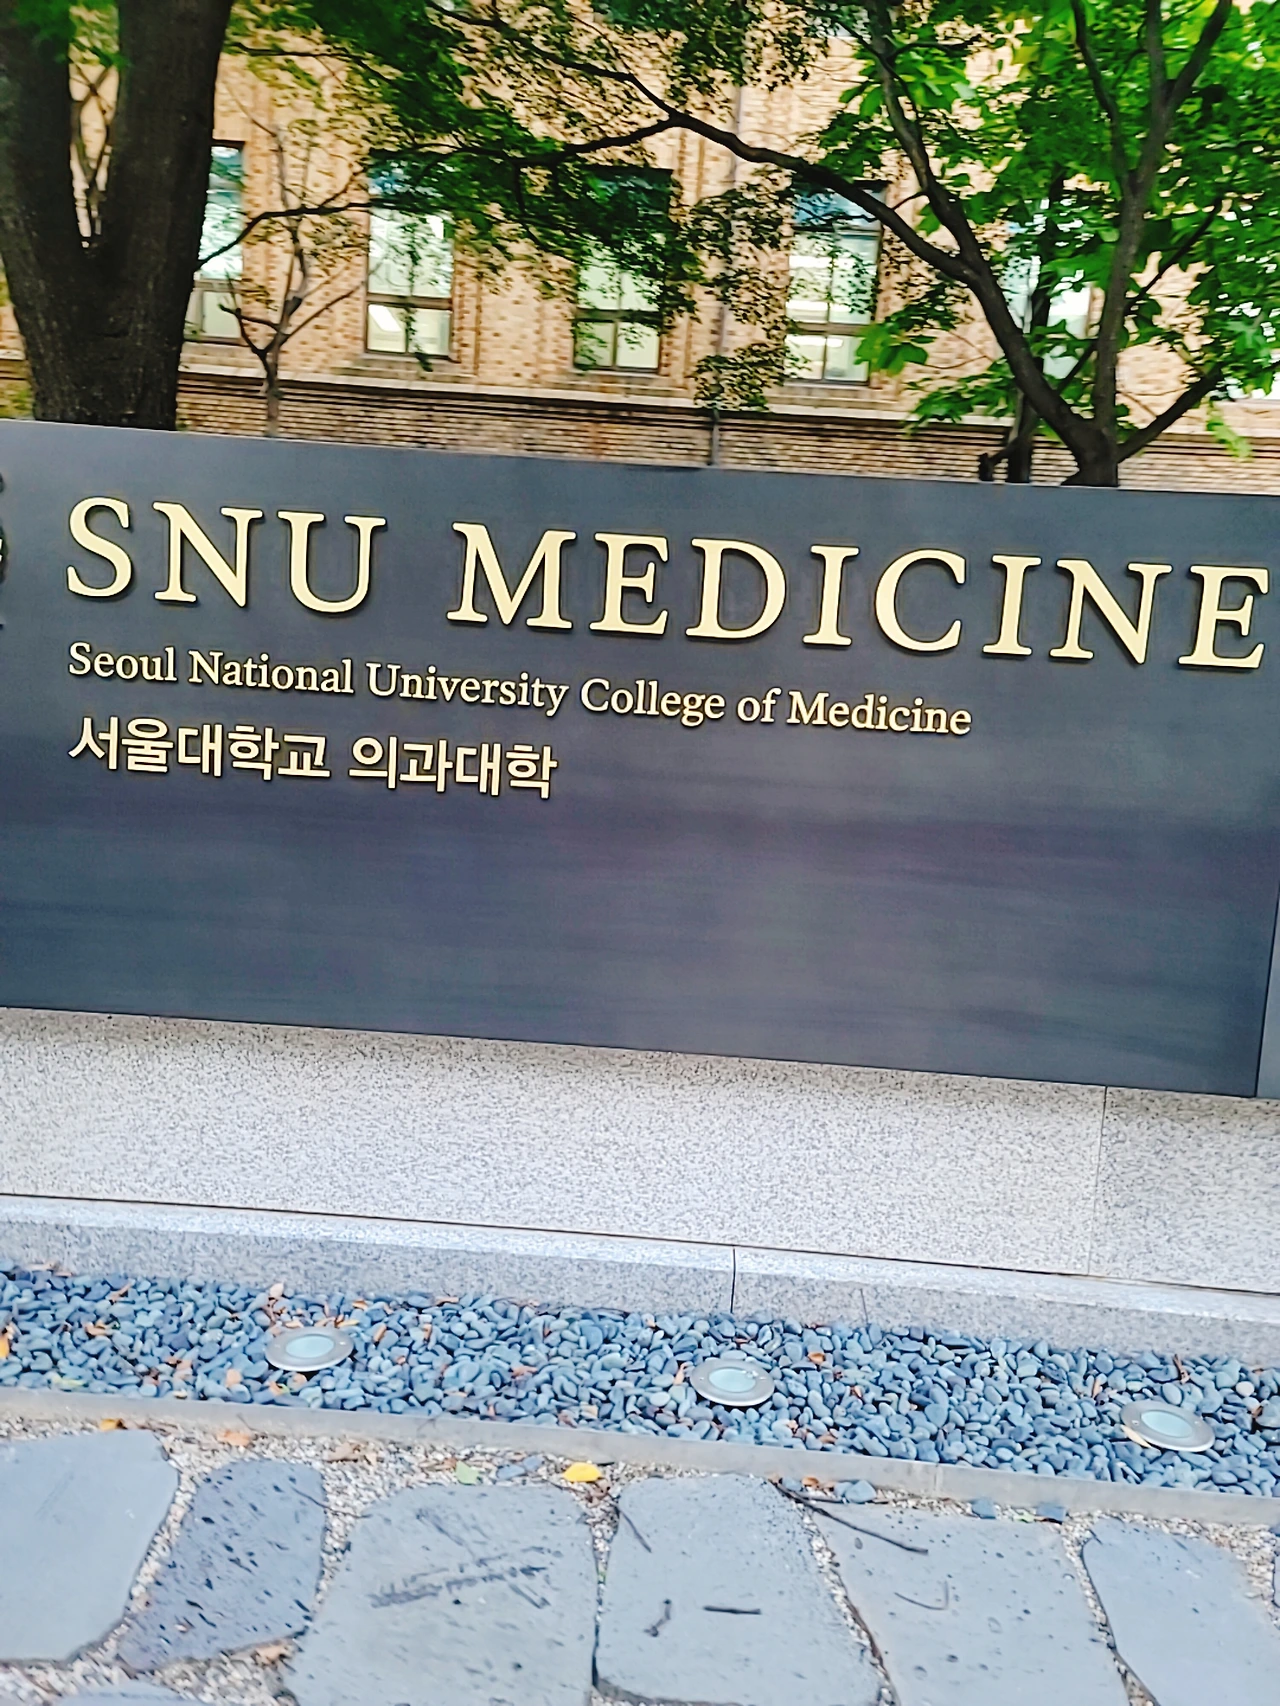 SNU MEDICINE
Seoul National University College of Medicine
서울대학교 의과대학